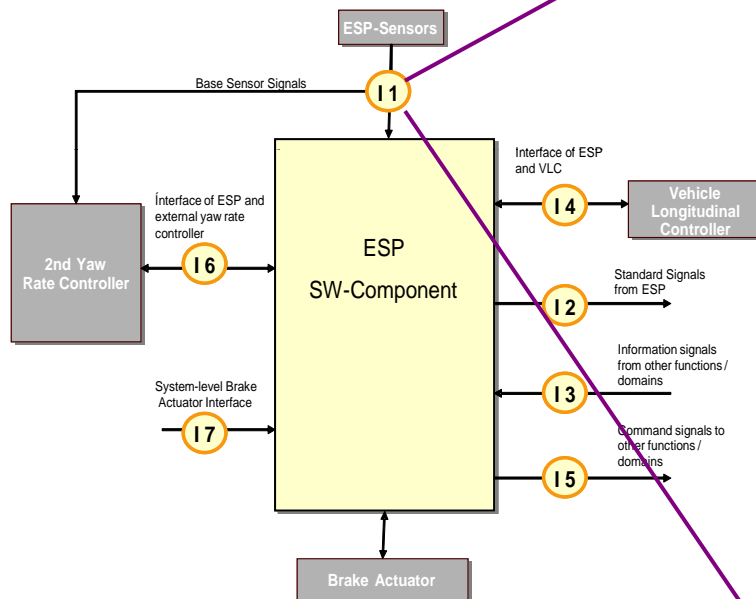 ESP-Sensors
Base Sensor Signals
I 1
Interface of ESP
and VLC
I 4
Vehicle
Longitudinal
Controller
Ínterface of ESP and
external yaw rate
controller
I 6
2nd Yaw
Rate Controller
ESP
SW-Component
Standard Signals
from ESP
I 2
Information signals
from other functions /
domains
I 3
System-level Brake
Actuator Interface
I 7
Command signals to
other functions /
domains
I 5
Brake Actuator